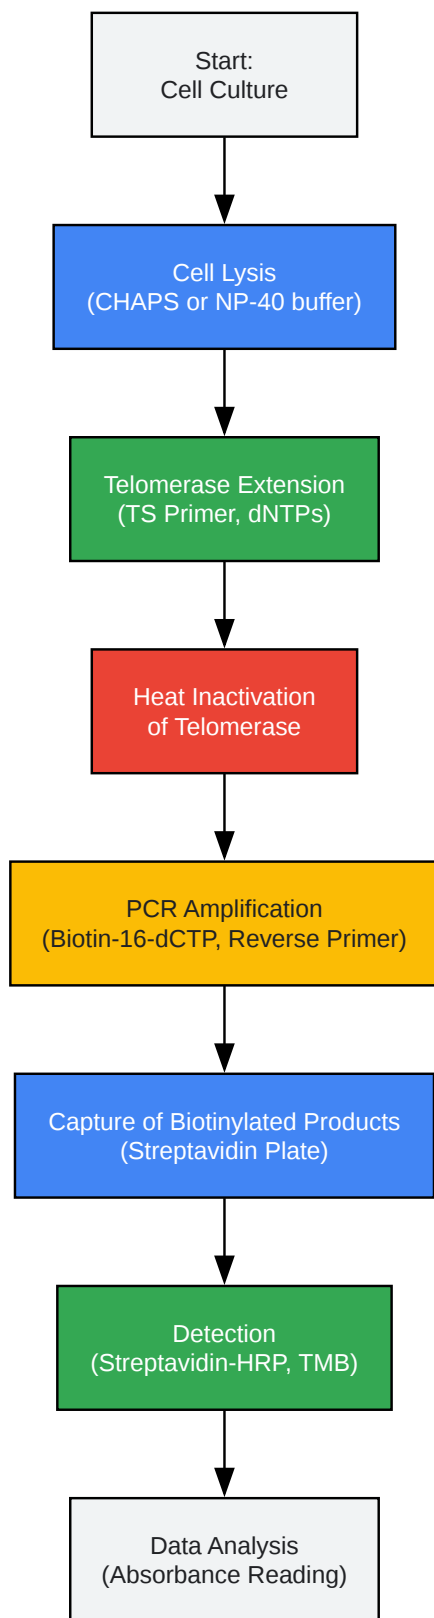 Start:
Cell Culture
Cell Lysis
(CHAPS or NP-40 buffer)
Telomerase Extension
(TS Primer, dNTPs)
Heat Inactivation
of Telomerase
PCR Amplification
(Biotin-16-dCTP, Reverse Primer)
Capture of Biotinylated Products
(Streptavidin Plate)
Detection
(Streptavidin-HRP, TMB)
Data Analysis
(Absorbance Reading)